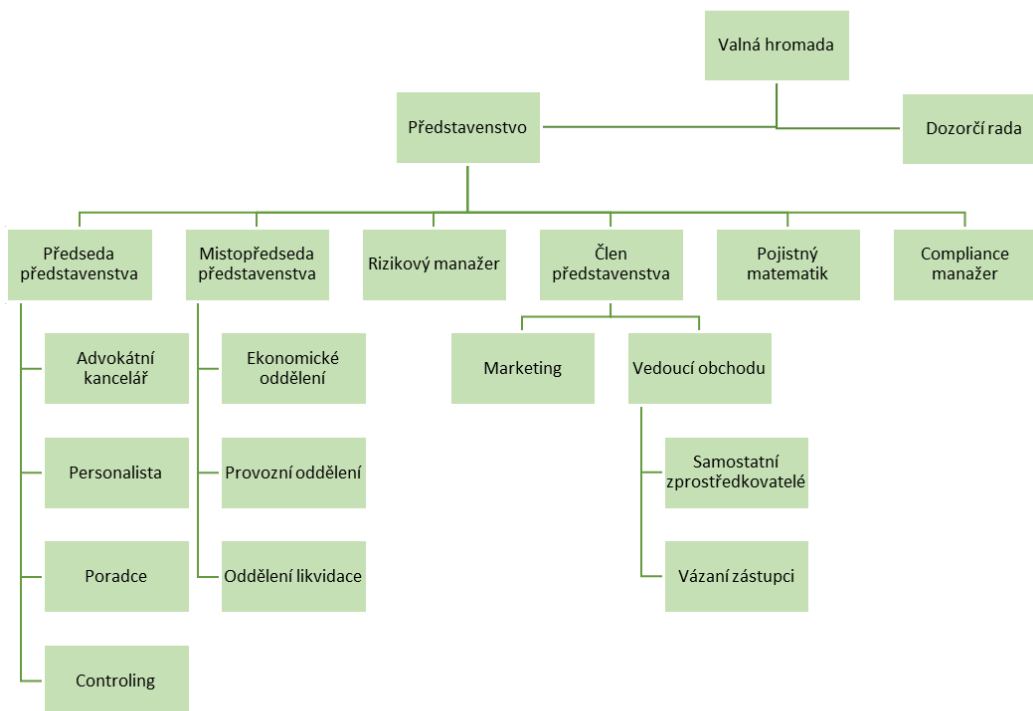 Valná hromada
Představenstvo
Dozorčí rada
Předseda
představenstva
Mistopředseda
představenstva
Rizikový manažer
Člen
představenstva
Pojistný
matematik
Compliance
manažer
Advokátní
kancelář
Ekonomické
oddělení
Marketing
Vedoucí obchodu
Personalista
Provozní oddělení
Samostatní
zprostředkovatelé
Poradce
Oddělení likvidace
Vázaní zástupci
Controling